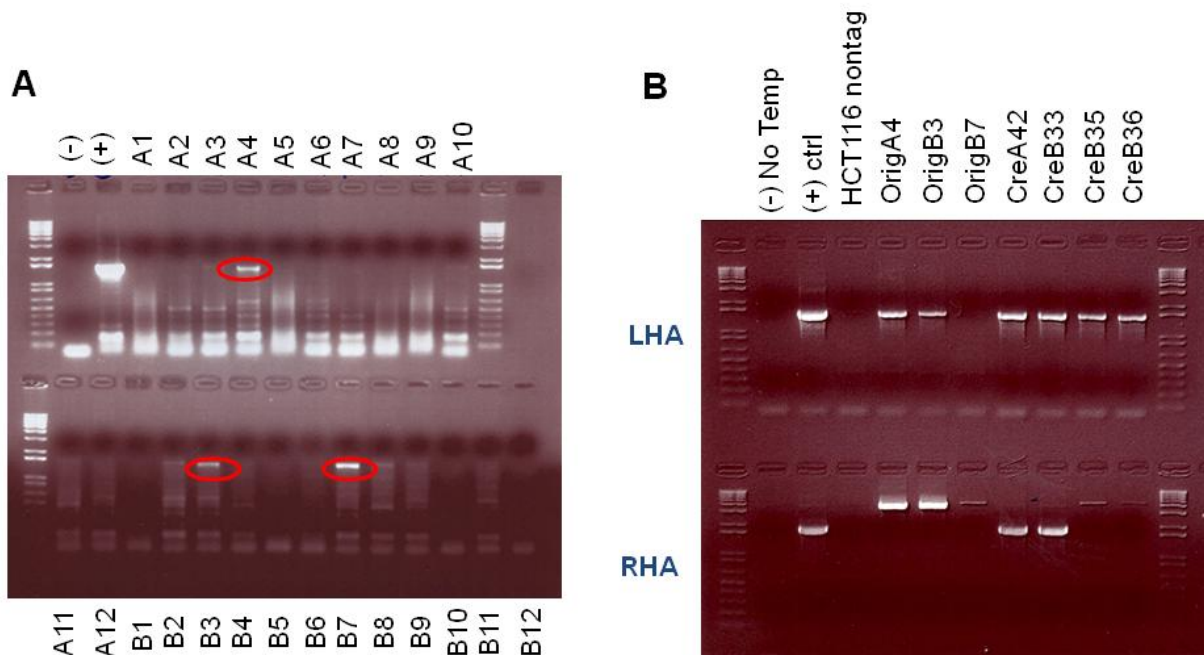 A
(-)
(+)
A1
A2
A3
A4
A5
A6
A7
A8
A9
A10
A11
A12
B1
B2
B3
B4
B5
B6
B7
B8
B9
B10
B11
B12
B
(-) No Temp
(+) ctrl
HCT116 nontag
OrigA4
OrigB3
OrigB7
CreA42
CreB33
CreB35
CreB36
LHA
RHA